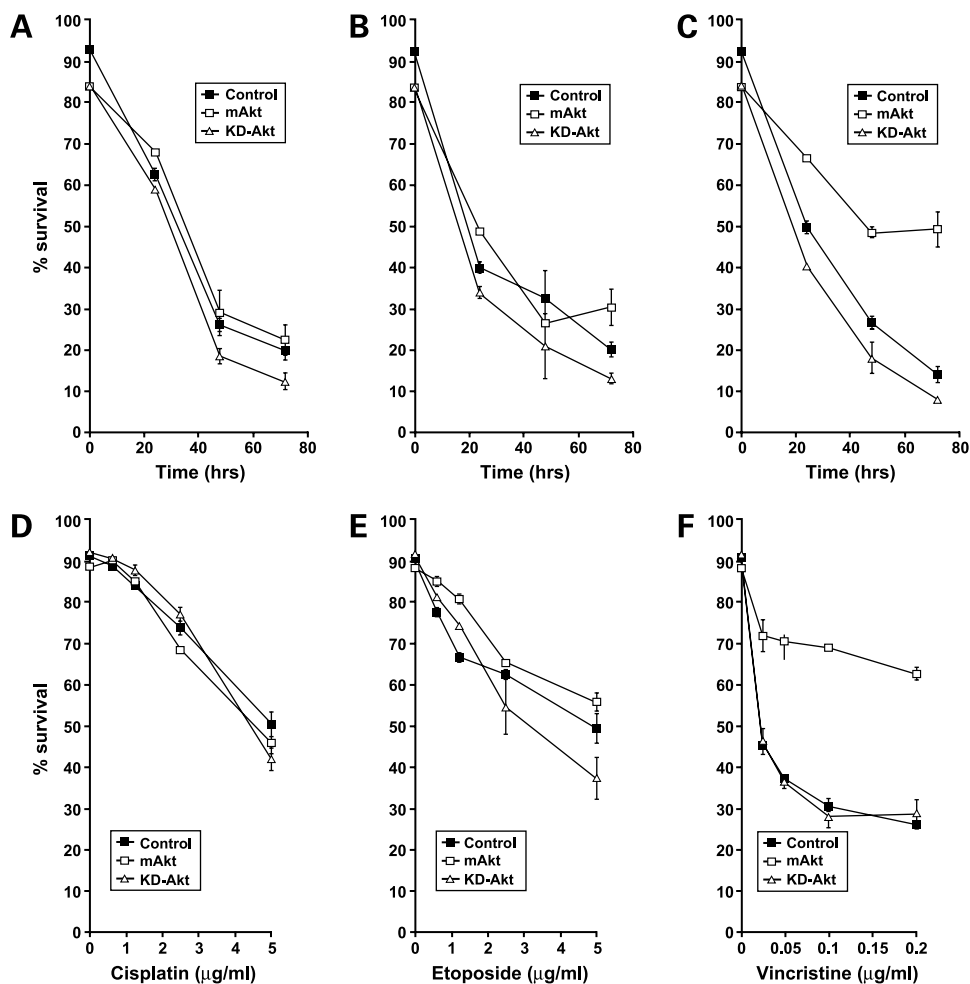 A
% survival
100
90
80
70
60
50
40
30
20
10
0
0 20 40 60 80
Time (hrs)
Control
mAkt
KD-Akt
B
100
90
80
70
60
50
40
30
20
10
0
0 20 40 60 80
Time (hrs)
Control
mAkt
KD-Akt
C
100
90
80
70
60
50
40
30
20
10
0
0 20 40 60 80
Time (hrs)
Control
mAkt
KD-Akt
D
% survival
100
90
80
70
60
50
40
30
20
10
0
0 1 2 3 4 5
Cisplatin (μg/ml)
Control
mAkt
KD-Akt
E
100
90
80
70
60
50
40
30
20
10
0
0 1 2 3 4 5
Etoposide (μg/ml)
Control
mAkt
KD-Akt
F
100
90
80
70
60
50
40
30
20
10
0
0 0.05 0.1 0.15 0.2
Vincristine (μg/ml)
Control
mAkt
KD-Akt